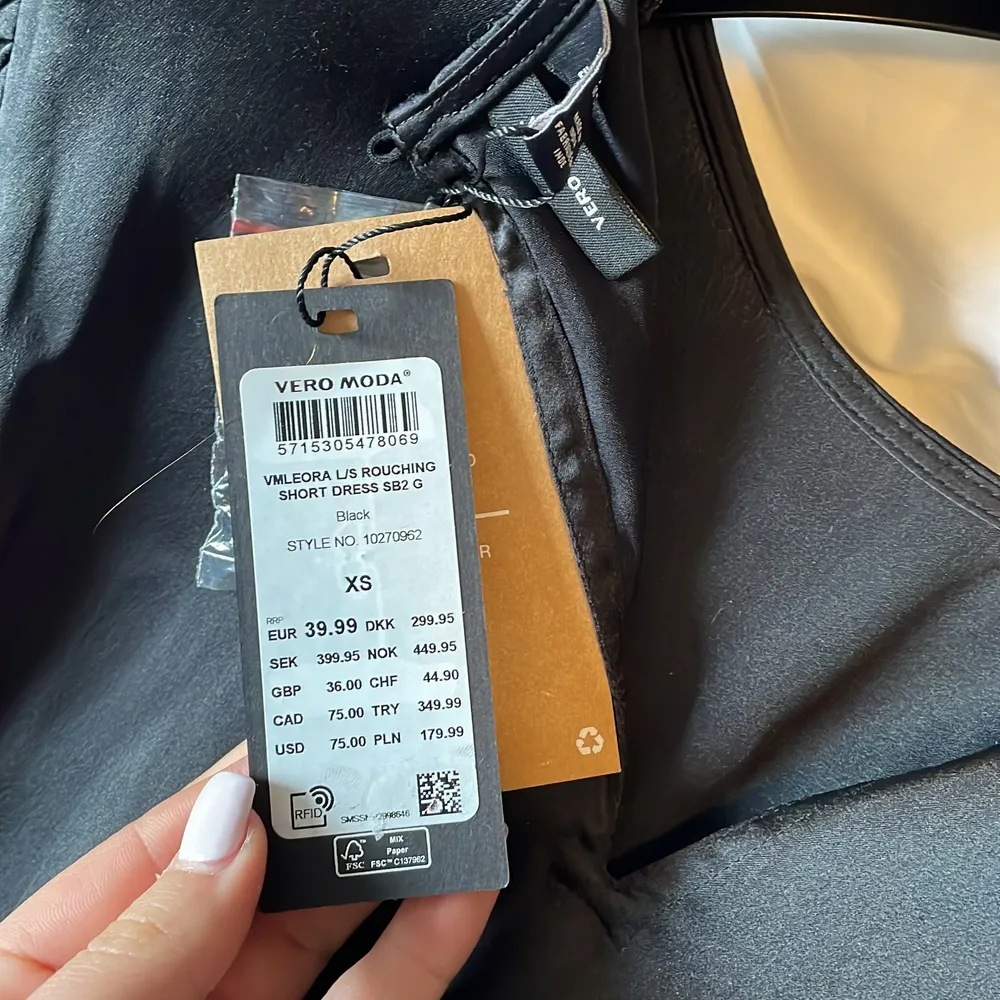 VERO MODA®
5715305478069
VMLEORA L/S ROUCHING
SHORT DRESS SB2 G
Black
STYLE NO. 10270962
XS
RRP
EUR 39.99 DKK 299.95
SEK 399.95 NOK 449.95
GBP 36.00 CHF 44.90
CAD 75.00 TRY 349.99
USD 75.00 PLN 179.99
RFID
FSC™
MIX
Paper
FSC™ C137962
VERO
R